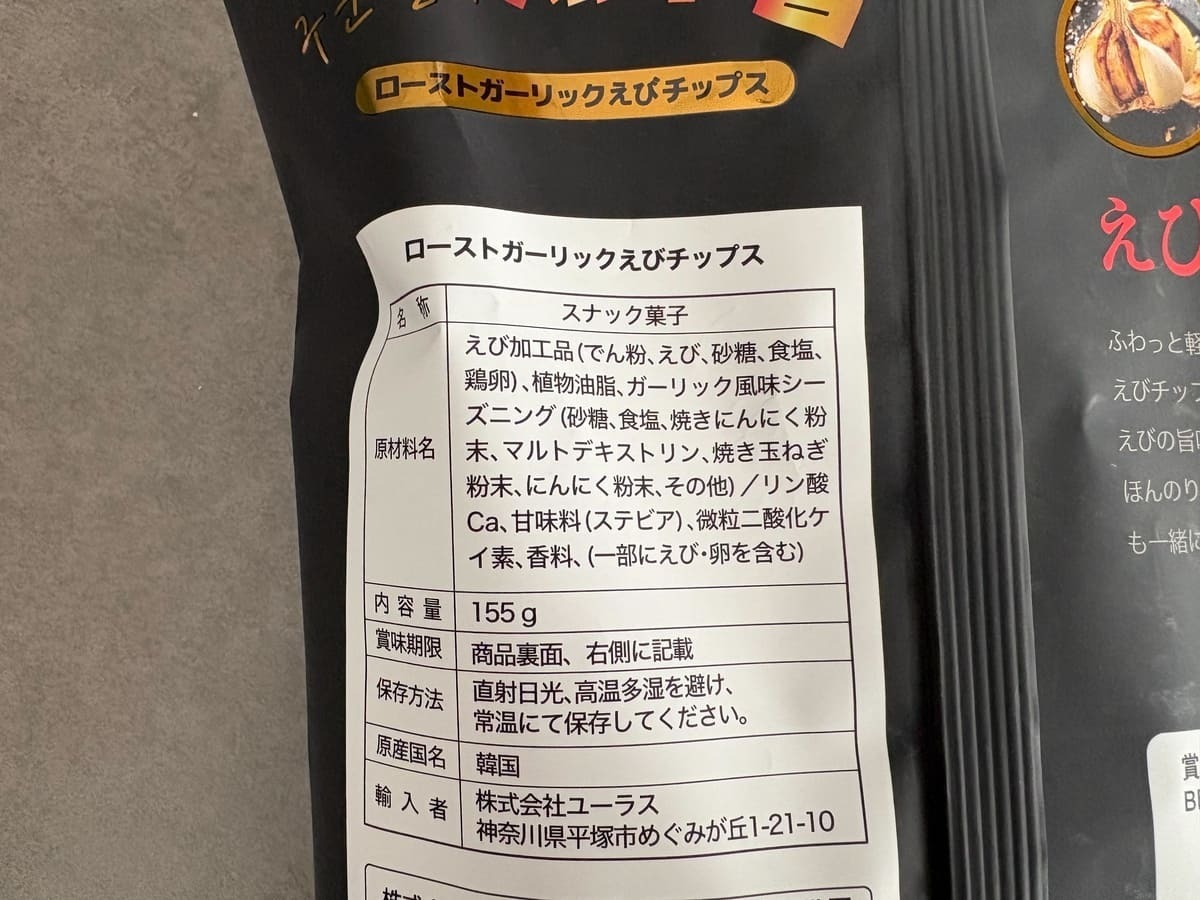 ローストガーリックえびチップス
ローストガーリックえびチップス
名称 スナック菓子
原材料名
えび加工品(でん粉、えび、砂糖、食塩、
鶏卵)、植物油脂、ガーリック風味シー
ズニング(砂糖、食塩、焼きにんにく粉
末、マルトデキストリン、焼き玉ねぎ
粉末、にんにく粉末、その他)/リン酸
Ca、甘味料(ステビア)、微粒二酸化ケ
イ素、香料、(一部にえび・卵を含む)
内容量 155g
賞味期限 商品裏面、右側に記載
保存方法
直射日光、高温多湿を避け、
常温にて保存してください。
原産国名 韓国
輸入者
株式会社ユーラス
神奈川県平塚市めぐみが丘1-21-10
えび
ふわっと軽
えびチップ
えびの旨味
ほんのり
も一緒に
賞